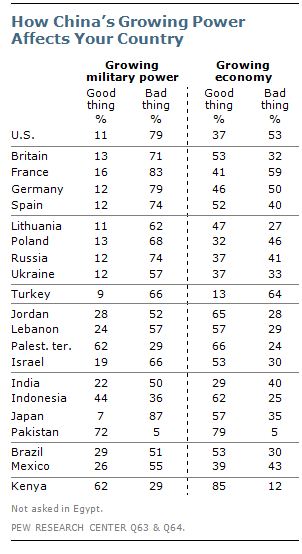 How China's Growing Power
Affects Your Country
Growing military power Growing economy
Good thing Bad thing Good thing Bad thing
% % % %
U.S. 11 79 37 53
Britain 13 71 53 32
France 16 83 41 59
Germany 12 79 46 50
Spain 12 74 52 40
Lithuania 11 62 47 27
Poland 13 68 32 46
Russia 12 74 37 41
Ukraine 12 57 37 33
Turkey 9 66 13 64
Jordan 28 52 65 28
Lebanon 24 57 57 29
Palest. ter. 62 29 66 24
Israel 19 66 53 30
India 22 50 29 40
Indonesia 44 36 62 25
Japan 7 87 57 35
Pakistan 72 5 79 5
Brazil 29 51 53 30
Mexico 26 55 39 43
Kenya 62 29 85 12
Not asked in Egypt.
PEW RESEARCH CENTER Q63 & Q64.